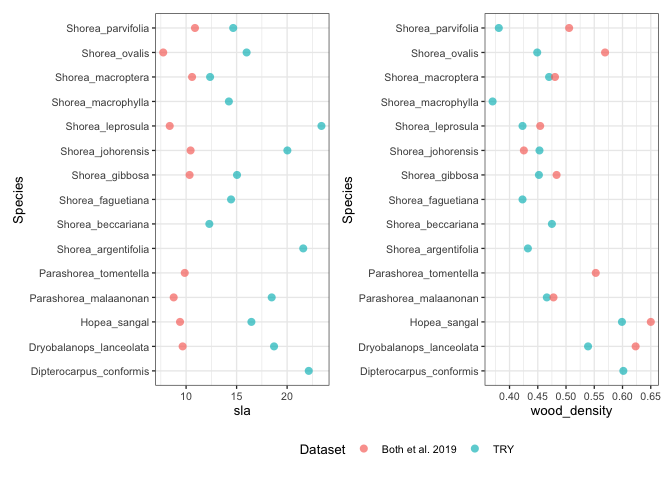 Species
Shorea_parvifolia
Shorea_ovalis
Shorea_macroptera
Shorea_macrophylla
Shorea_leprosula
Shorea_johorensis
Shorea_gibbosa
Shorea_faguetiana
Shorea_beccariana
Shorea_argentifolia
Parashorea_tomentella
Parashorea_malaanonan
Hopea_sangal
Dryobalanops_lanceolata
Dipterocarpus_conformis
10 15 20
sla
Species
Shorea_parvifolia
Shorea_ovalis
Shorea_macroptera
Shorea_macrophylla
Shorea_leprosula
Shorea_johorensis
Shorea_gibbosa
Shorea_faguetiana
Shorea_beccariana
Shorea_argentifolia
Parashorea_tomentella
Parashorea_malaanonan
Hopea_sangal
Dryobalanops_lanceolata
Dipterocarpus_conformis
0.40 0.45 0.50 0.55 0.60 0.65
wood_density
Dataset Both et al. 2019 TRY